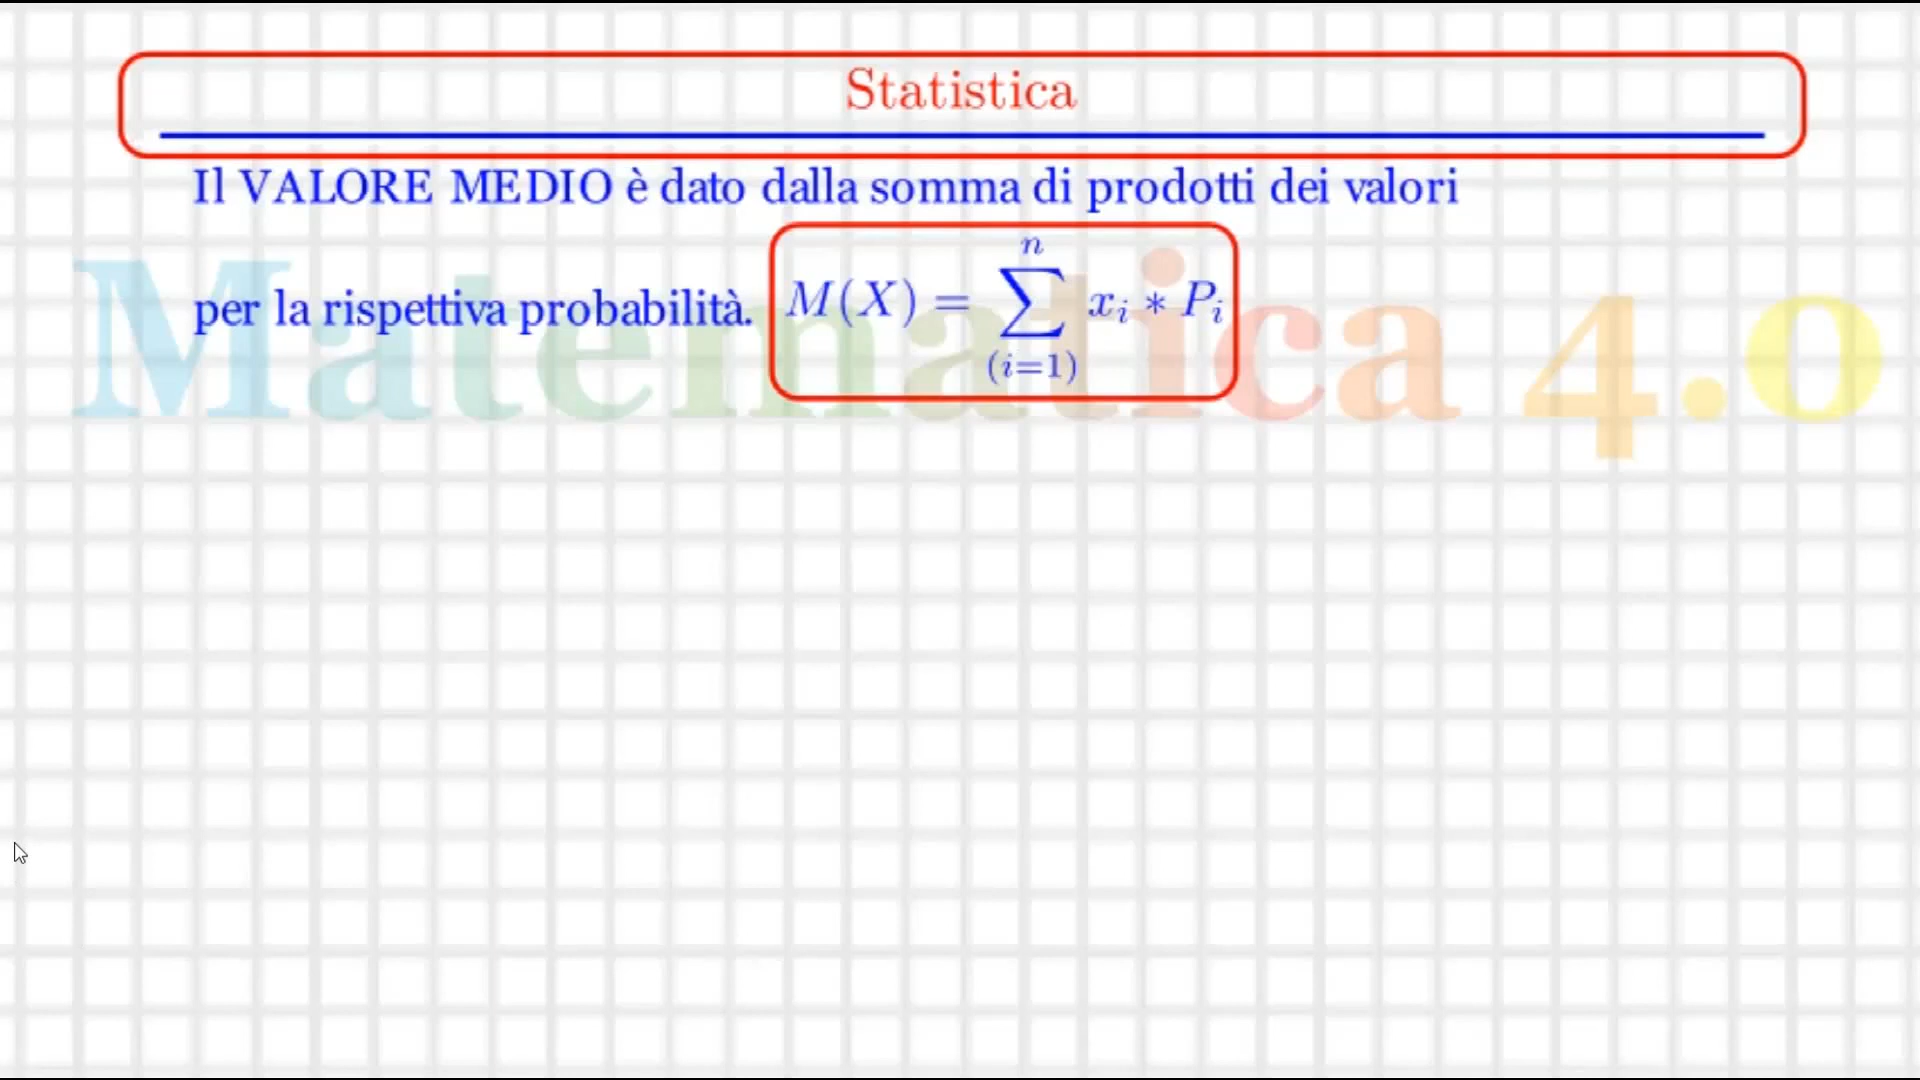 Statistica
Il VALORE MEDIO è dato dalla somma di prodotti dei valori
per la rispettiva probabilità. M(X) = \sum_{(i=1)}^{n} x_i * P_i
Matematica 4.0